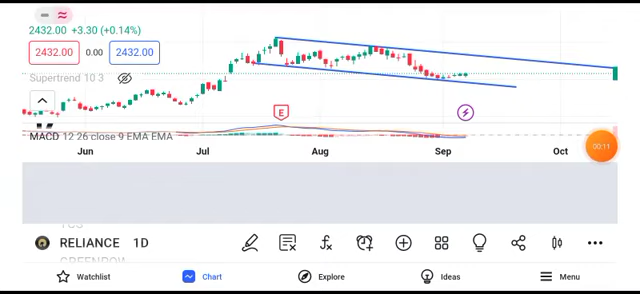 2432.00 +3.30 (+0.14%)
2432.00 0.00 2432.00
Supertrend 10 3
E
MACD 12 26 close 9 EMA EMA
00:11
Jun Jul Aug Sep Oct
RELIANCE 1D
Watchlist Chart Explore Ideas Menu